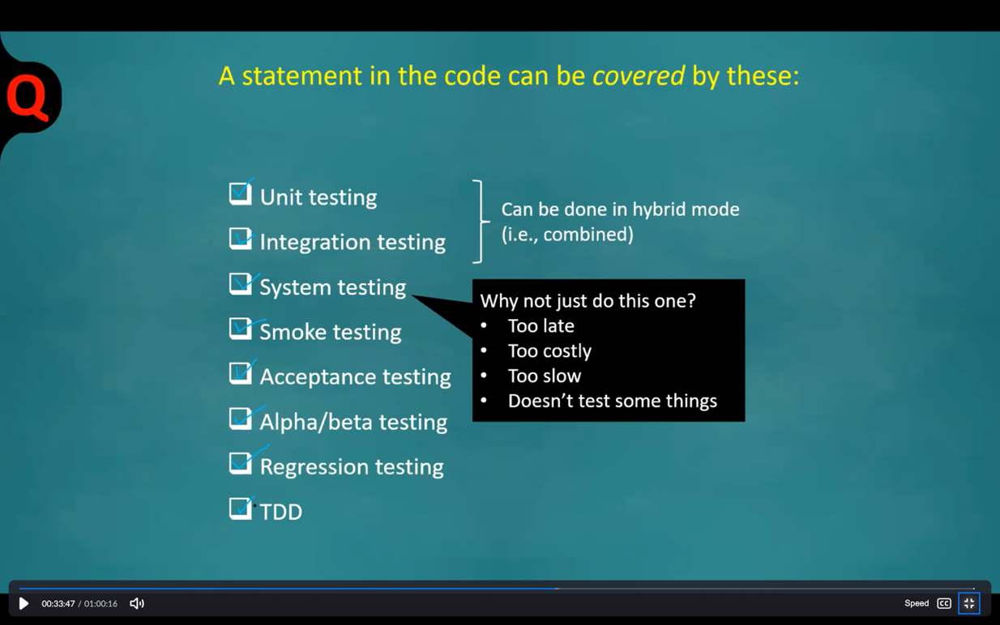 Q
A statement in the code can be covered by these:
Unit testing
Integration testing
Can be done in hybrid mode
(i.e., combined)
System testing
Smoke testing
Acceptance testing
Alpha/beta testing
Regression testing
TDD
Why not just do this one?
• Too late
• Too costly
• Too slow
• Doesn't test some things
00:33:47 / 01:00:16
Speed
CC